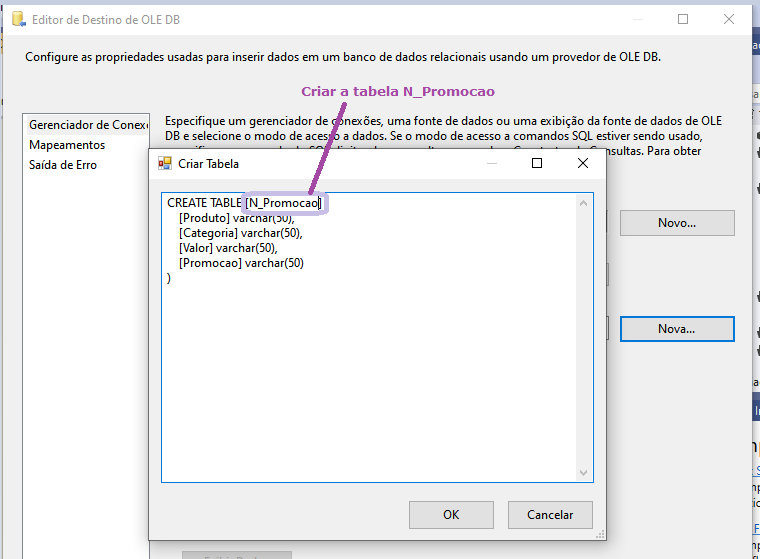 Editor de Destino de OLE DB
Configure as propriedades usadas para inserir dados em um banco de dados relacionais usando um provedor de OLE DB.
Criar a tabela N_Promocao
Gerenciador de Conexõ
Mapeamentos
Saída de Erro
Especifique um gerenciador de conexões, uma fonte de dados ou uma exibição da fonte de dados de OLE
DB e selecione o modo de acesso a dados. Se o modo de acesso a comandos SQL estiver sendo usado,
Consultas. Para obter
Criar Tabela
CREATE TABLE [N_Promocao]
[Produto] varchar(50),
[Categoria] varchar(50),
[Valor] varchar(50),
[Promocao] varchar(50)
)
Novo...
Nova...
OK
Cancelar